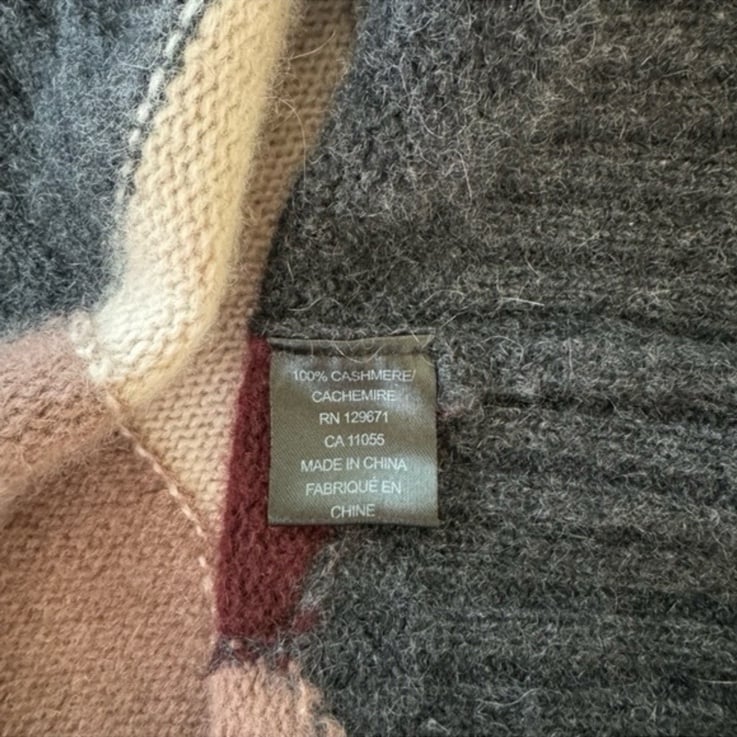 100% CASHMERE/
CACHEMIRE
RN 129671
CA 11055
MADE IN CHINA
FABRIQUÉ EN
CHINE